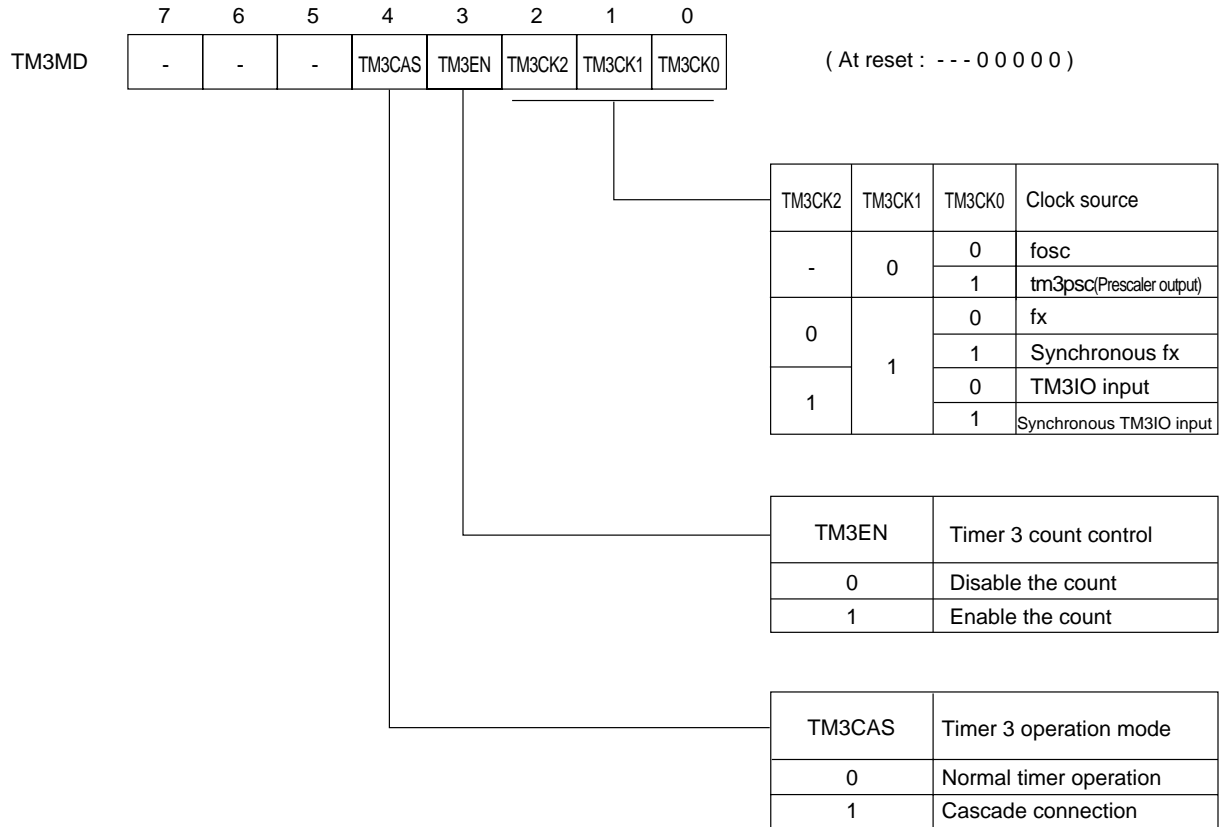 7 6 5 4 3 2 1 0
TM3MD - - - TM3CAS TM3EN TM3CK2 TM3CK1 TM3CK0 ( At reset : - - - 0 0 0 0 0 )
TM3CK2 TM3CK1 TM3CK0 Clock source
- 0 0 fosc
1 tm3psc(Prescaler output)
0 1 0 fx
1 Synchronous fx
1 0 TM3IO input
1 Synchronous TM3IO input
TM3EN Timer 3 count control
0 Disable the count
1 Enable the count
TM3CAS Timer 3 operation mode
0 Normal timer operation
1 Cascade connection